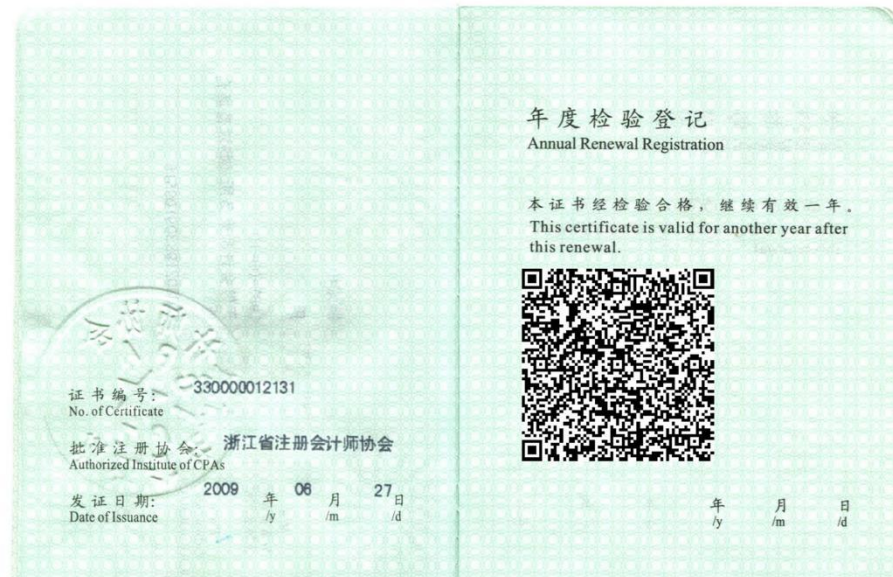 证书编号: 330000012131
No. of Certificate
批准注册协会: 浙江省注册会计师协会
Authorized Institute of CPAs
发证日期: 2009 年 06 月 27 日
Date of Issuance /y /m /d
年度检验登记
Annual Renewal Registration
本证书经检验合格，继续有效一年。
This certificate is valid for another year after
this renewal.
年 月 日
/y /m /d